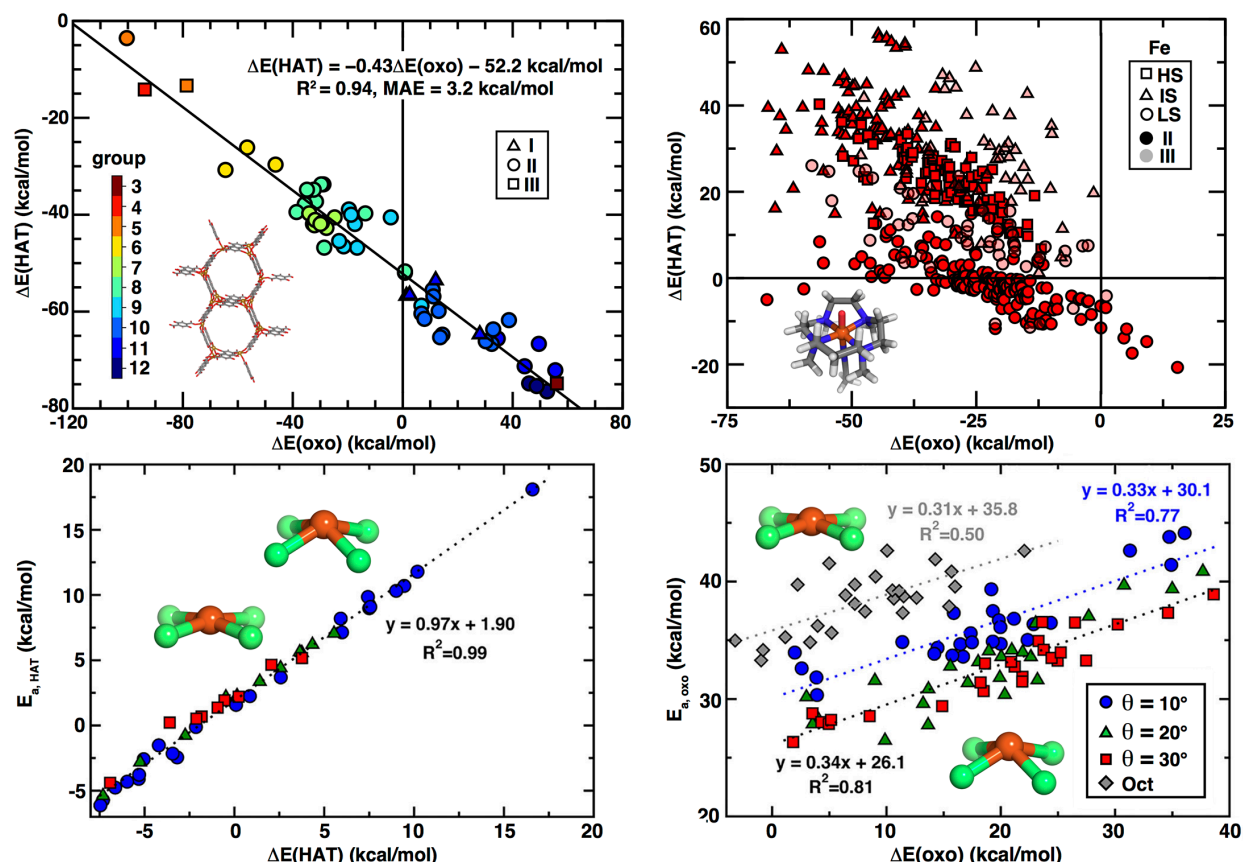 0
-20
-40
-60
-80
ΔE(HAT) (kcal/mol)
ΔE(HAT) = −0.43ΔE(oxo) − 52.2 kcal/mol
R² = 0.94, MAE = 3.2 kcal/mol
I
II
III
group
3
4
5
6
7
8
9
10
11
12
-120 -80 -40 0 40 80
ΔE(oxo) (kcal/mol)
60
40
20
0
-20
ΔE(HAT) (kcal/mol)
Fe
HS
IS
LS
II
III
-75 -50 -25 0 25
ΔE(oxo) (kcal/mol)
20
15
10
5
0
-5
E a, HAT (kcal/mol)
y = 0.97x + 1.90
R²=0.99
-5 0 5 10 15 20
ΔE(HAT) (kcal/mol)
50
40
30
20
E a, oxo (kcal/mol)
y = 0.31x + 35.8
R²=0.50
y = 0.33x + 30.1
R²=0.77
y = 0.34x + 26.1
R²=0.81
θ = 10°
θ = 20°
θ = 30°
Oct
0 10 20 30 40
ΔE(oxo) (kcal/mol)